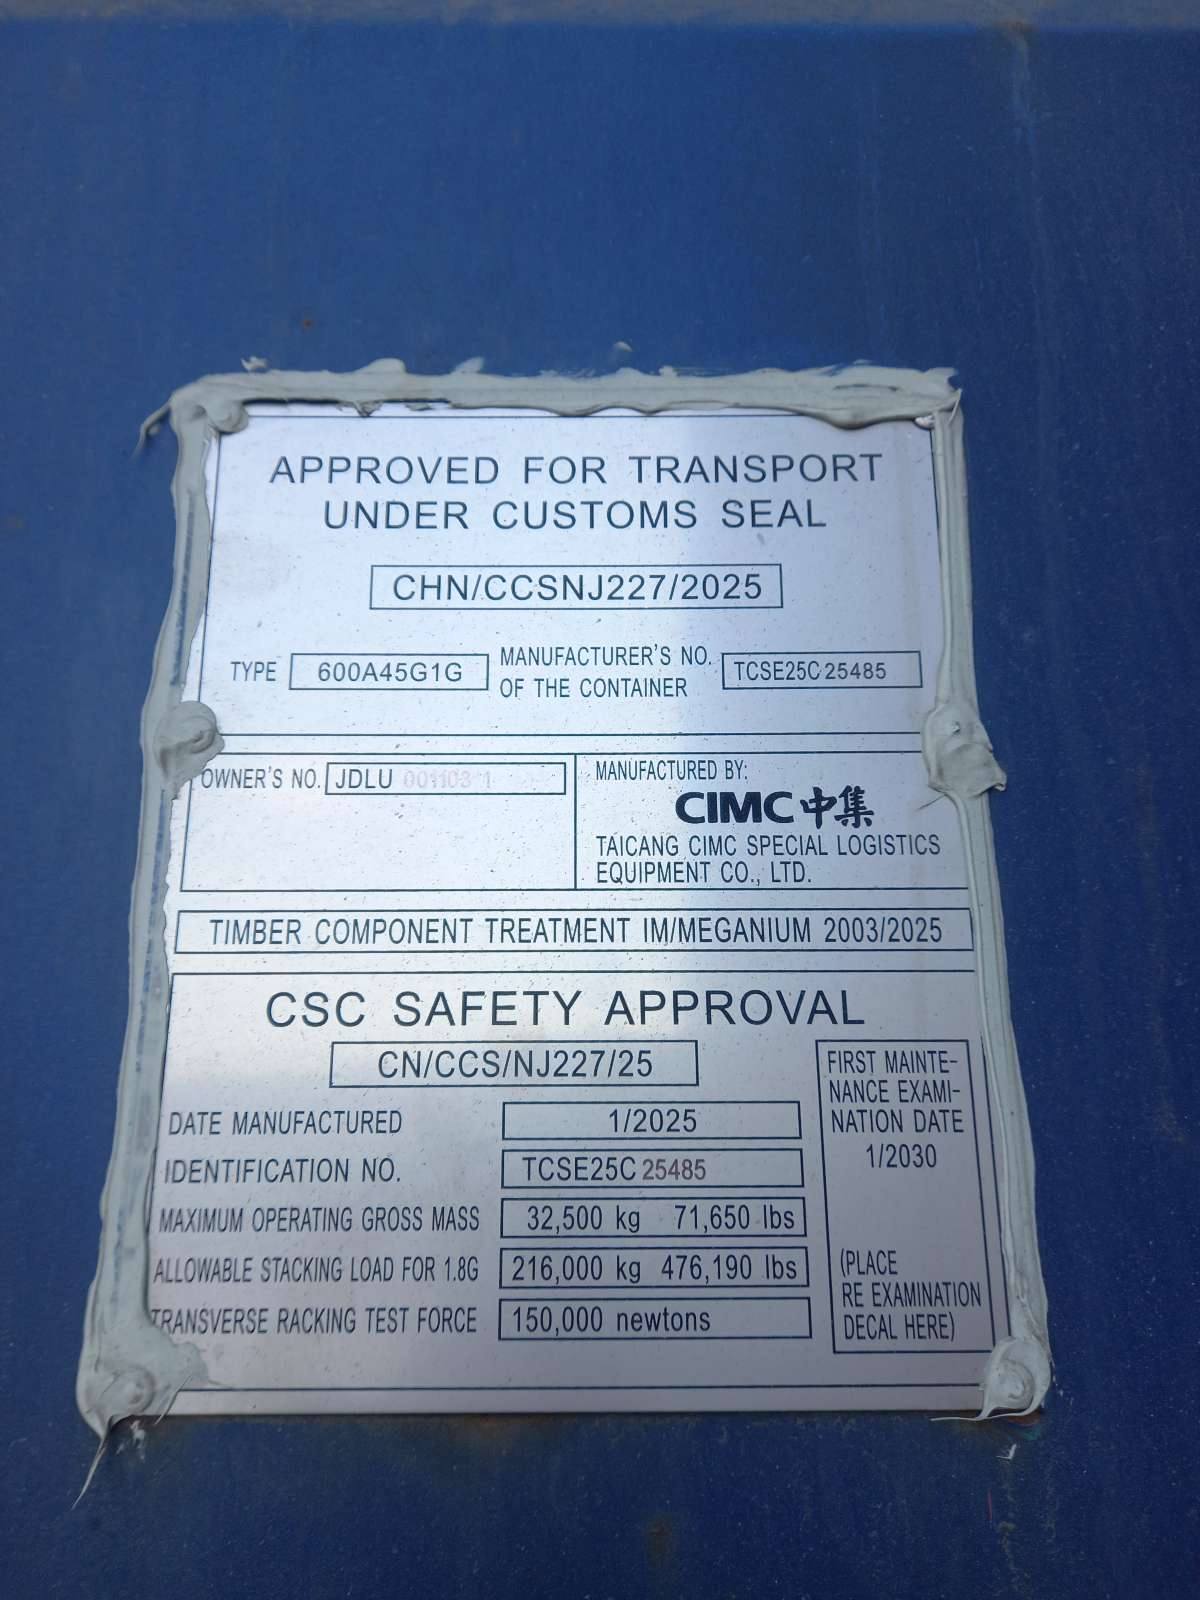 APPROVED FOR TRANSPORT
UNDER CUSTOMS SEAL
CHN/CCSNJ227/2025
TYPE 600A45G1G
MANUFACTURER'S NO.
OF THE CONTAINER
TCSE25C25485
OWNER'S NO. JDLU 001103 1
MANUFACTURED BY:
CIMC中集
TAICANG CIMC SPECIAL LOGISTICS
EQUIPMENT CO., LTD.
TIMBER COMPONENT TREATMENT IM/MEGANIUM 2003/2025
CSC SAFETY APPROVAL
CN/CCS/NJ227/25
DATE MANUFACTURED 1/2025
IDENTIFICATION NO. TCSE25C 25485
MAXIMUM OPERATING GROSS MASS 32,500 kg 71,650 lbs
ALLOWABLE STACKING LOAD FOR 1.8G 216,000 kg 476,190 lbs
TRANSVERSE RACKING TEST FORCE 150,000 newtons
FIRST MAINTE-
NANCE EXAMI-
NATION DATE
1/2030
(PLACE
RE EXAMINATION
DECAL HERE)